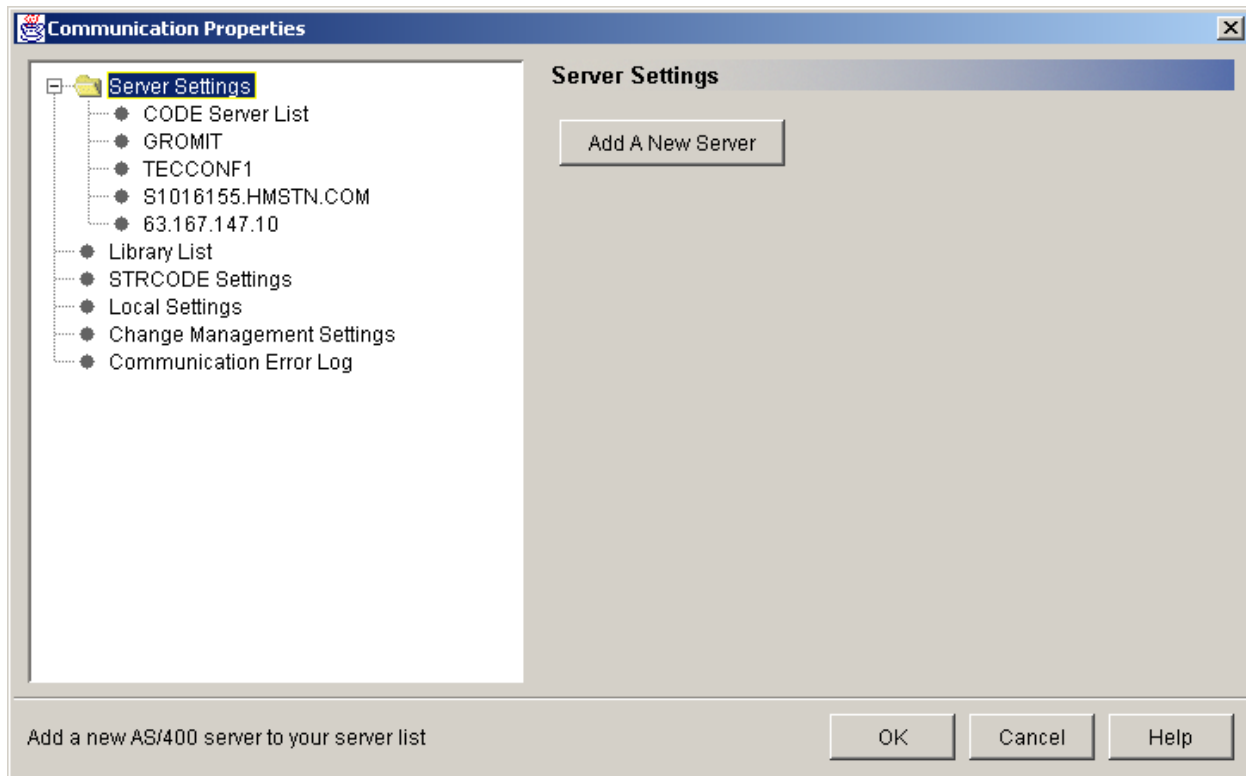 Communication Properties
Server Settings
CODE Server List
GROMIT
TECCONF1
S1016155.HMSTN.COM
63.167.147.10
Library List
STRCODE Settings
Local Settings
Change Management Settings
Communication Error Log
Server Settings
Add A New Server
Add a new AS/400 server to your server list
OK
Cancel
Help